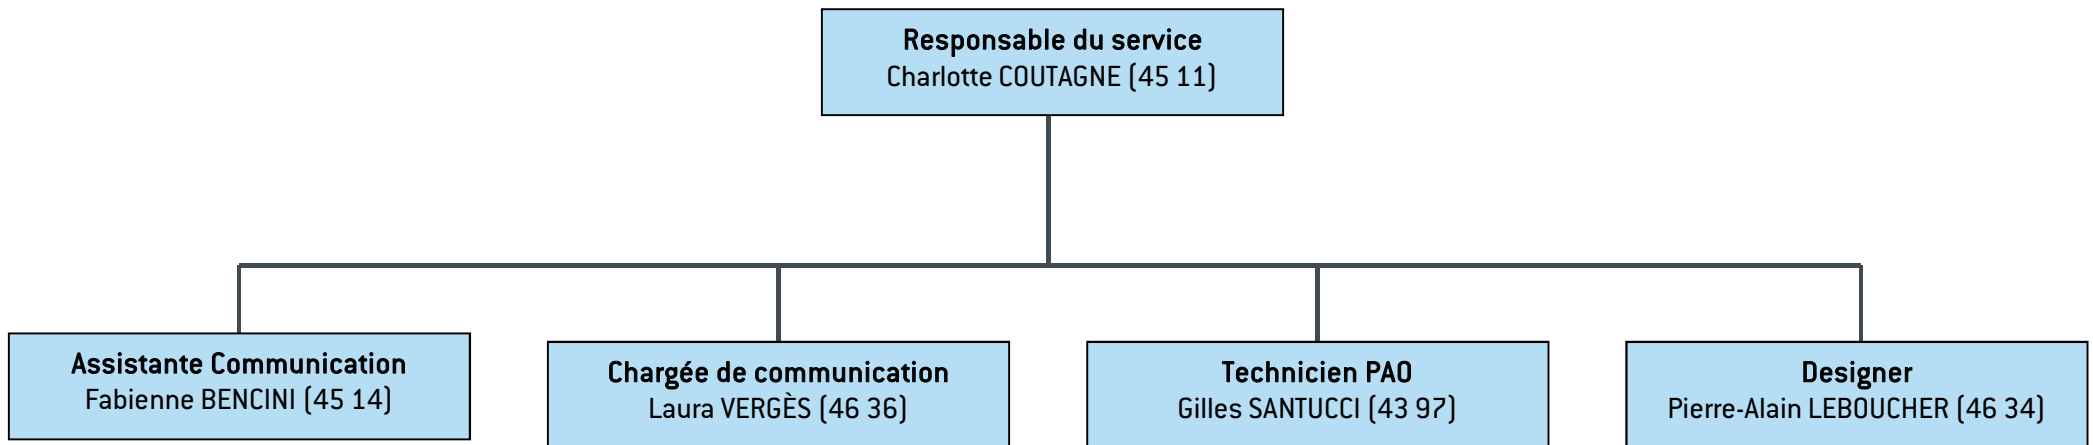 Responsable du service
Charlotte COUTAGNE (45 11)
Assistante Communication
Fabienne BENCINI (45 14)
Chargée de communication
Laura VERGÈS (46 36)
Technicien PAO
Gilles SANTUCCI (43 97)
Designer
Pierre-Alain LEBOUCHER (46 34)